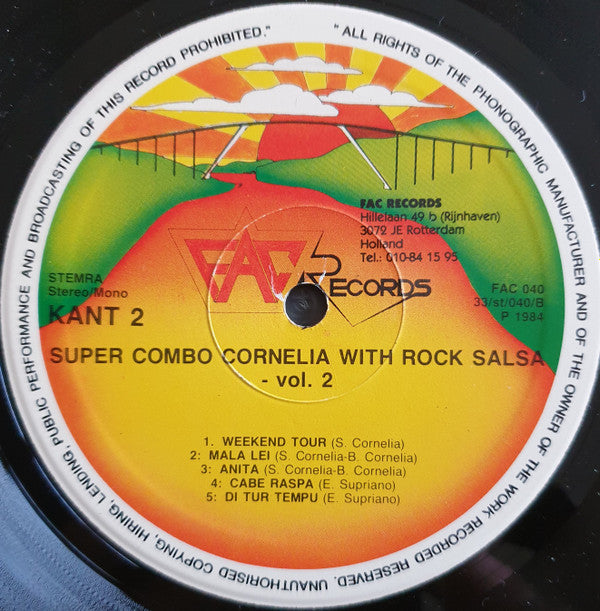 "ALL RIGHTS OF THE PHONOGRAPHIC MANUFACTURER AND OF THE OWNER OF THE WORK RECORDED RESERVED. UNAUTHORISED COPYING, HIRING, LENDING, PUBLIC PERFORMANCE AND BROADCASTING OF THIS RECORD PROHIBITED."
FAC RECORDS
Hillelaan 49 b (Rijnhaven)
3072 JE Rotterdam
Holland
Tel.: 010-84 15 95
FAC RECORDS
STEMRA
Stereo/Mono
KANT 2
FAC 040
33/st/040/B
P 1984
SUPER COMBO CORNELIA WITH ROCK SALSA
- vol. 2
1. WEEKEND TOUR (S. Cornelia)
2: MALA LEI (S. Cornelia-B. Cornelia)
3: ANITA (S. Cornelia-B. Cornelia)
4: CABE RASPA (E. Supriano)
5: DI TUR TEMPU (E. Supriano)